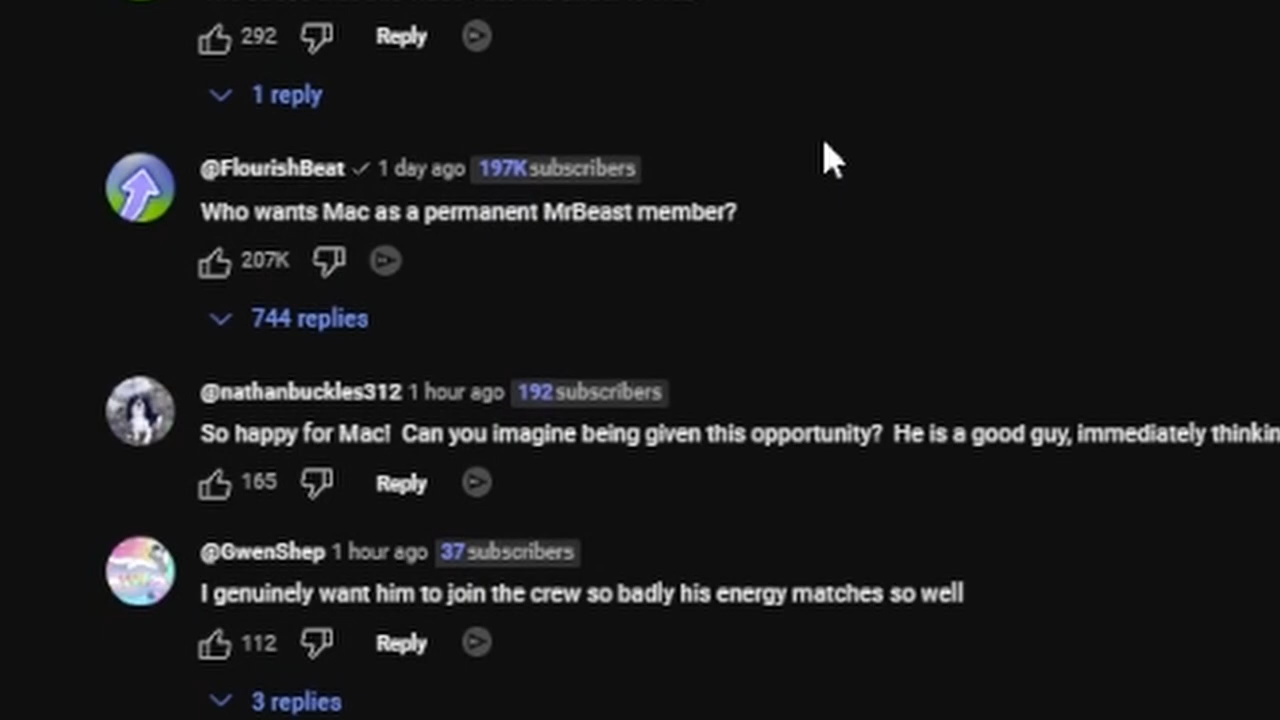 292 Reply
1 reply
@FlourishBeat 1 day ago 197K subscribers
Who wants Mac as a permanent MrBeast member?
207K
744 replies
@nathanbuckles312 1 hour ago 192 subscribers
So happy for Mac! Can you imagine being given this opportunity? He is a good guy, immediately thinkin
165 Reply
@GwenShep 1 hour ago 37 subscribers
I genuinely want him to join the crew so badly his energy matches so well
112 Reply
3 replies